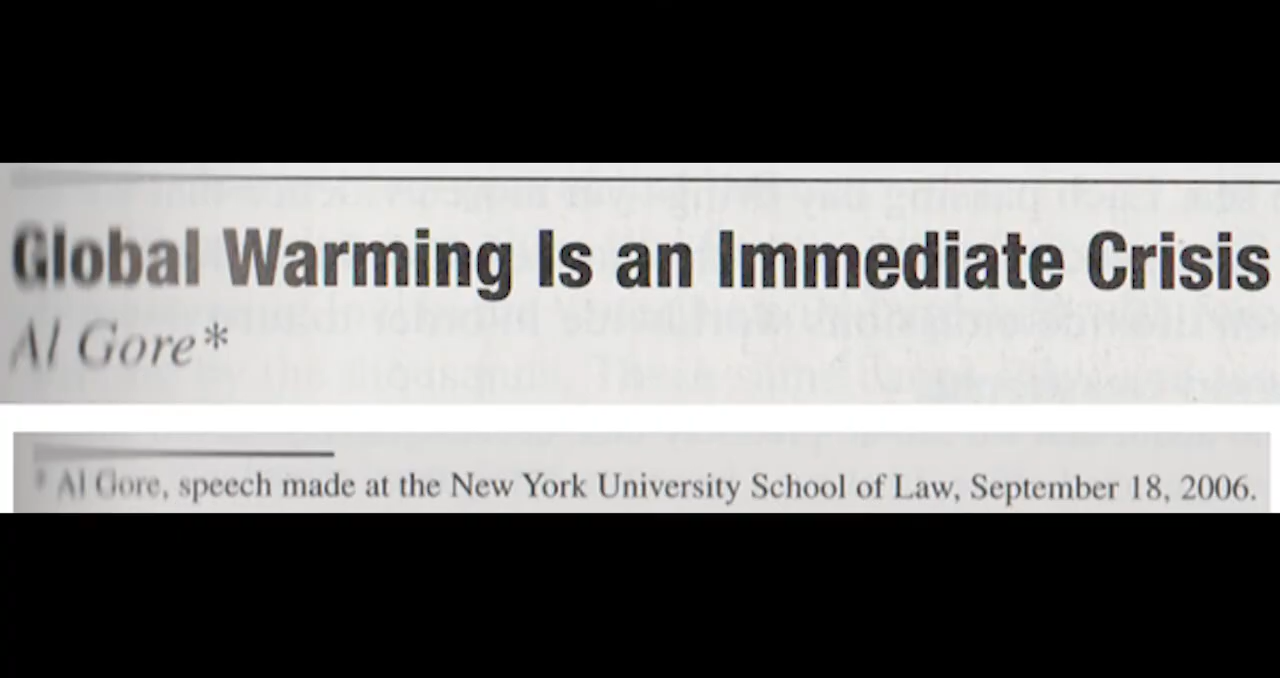 Global Warming Is an Immediate Crisis
Al Gore*
* Al Gore, speech made at the New York University School of Law, September 18, 2006.